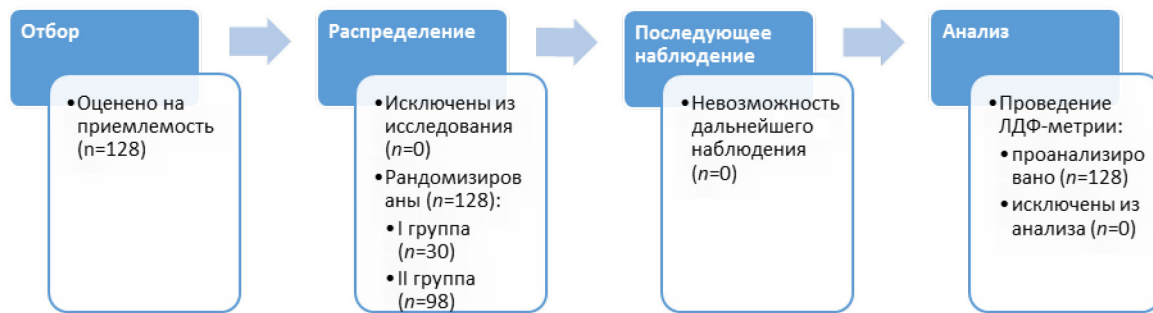 Отбор
•Оценено на
приемлемость
(n=128)
Распределение
•Исключены из
исследования
(n=0)
•Рандомизиров
аны (n=128):
•I группа
(n=30)
•II группа
(n=98)
Последующее
наблюдение
•Невозможность
дальнейшего
наблюдения
(n=0)
Анализ
•Проведение
ЛДФ-метрии:
•проанализиро
вано (n=128)
•исключены из
анализа (n=0)